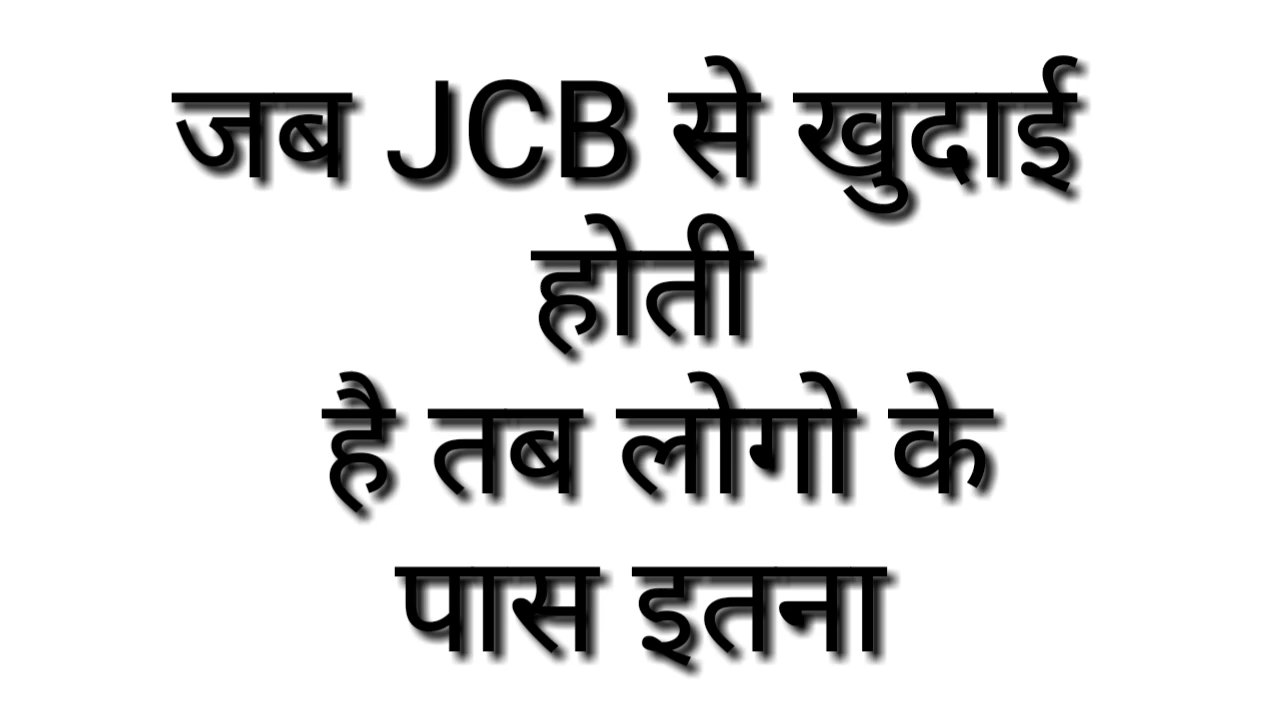 जब JCB से खुदाई
होती
है तब लोगो के
पास इतना